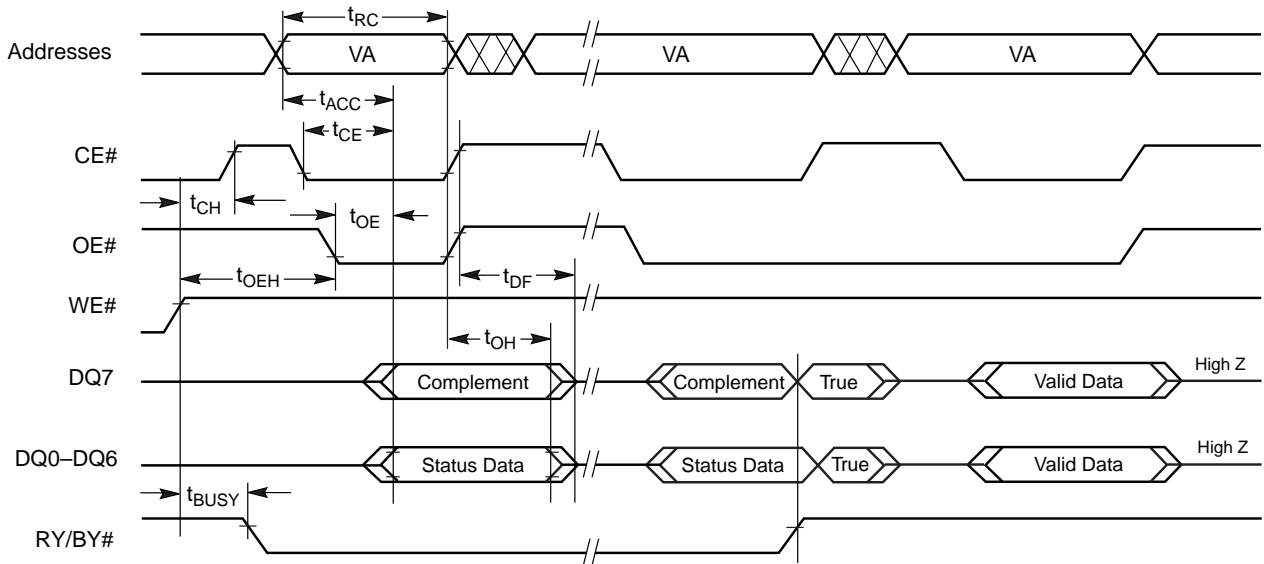 tRC
Addresses VA VA VA
tACC
tCE
CE#
tCH tOE
OE#
tOEH tDF
WE#
tOH
DQ7 Complement Complement True Valid Data High Z
DQ0–DQ6 Status Data Status Data True Valid Data High Z
tBUSY
RY/BY#